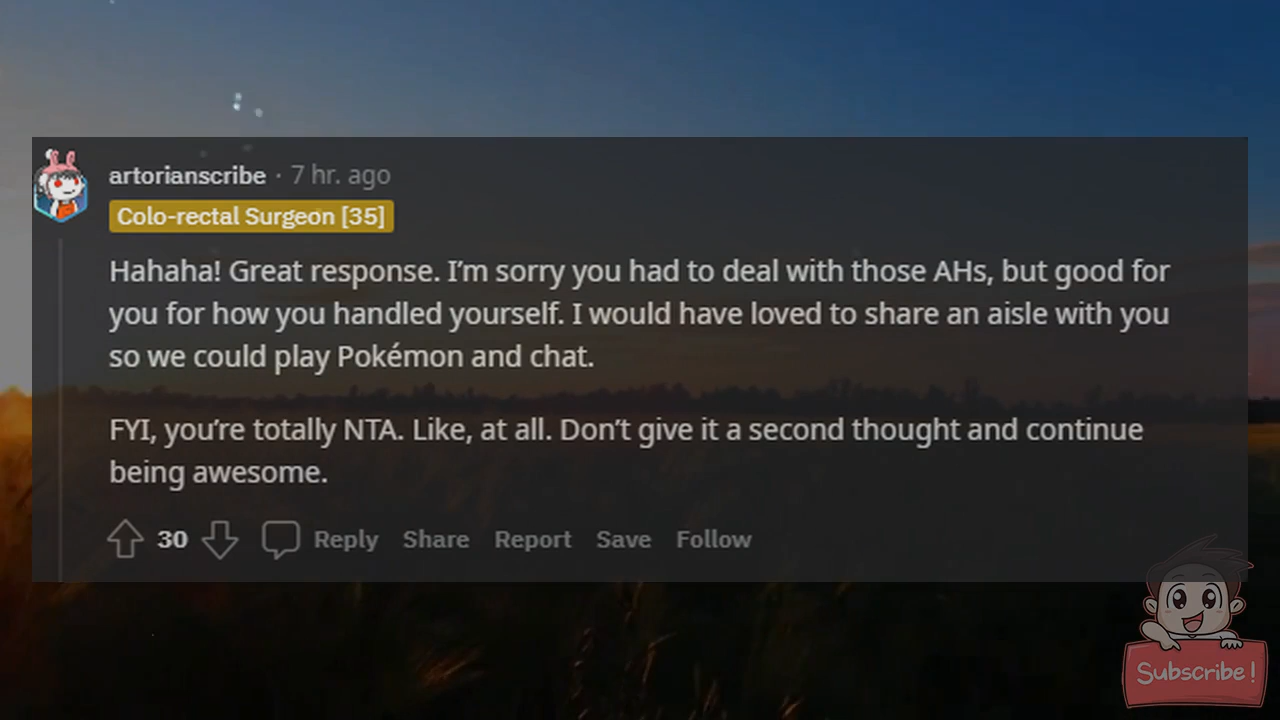 artorianscribe · 7 hr. ago
Colo-rectal Surgeon [35]
Hahaha! Great response. I’m sorry you had to deal with those AHs, but good for
you for how you handled yourself. I would have loved to share an aisle with you
so we could play Pokémon and chat.
FYI, you’re totally NTA. Like, at all. Don’t give it a second thought and continue
being awesome.
30 Reply Share Report Save Follow
Subscribe!